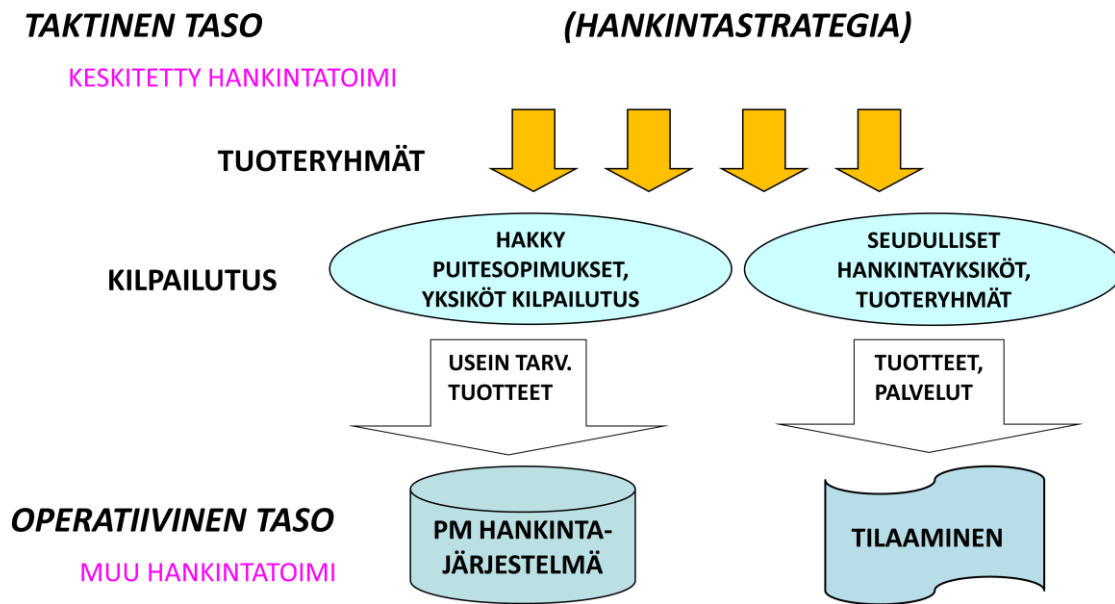 TAKTINEN TASO
(HANKINTASTRATEGIA)
KESKITETTY HANKINTATOIMI
TUOTERYHMÄT
KILPAILUTUS
HAKKY
PUITESOPIMUKSET,
YKSIKÖT KILPAILUTUS
SEUDULLISET
HANKINTAYKSIKÖT,
TUOTERYHMÄT
USEIN TARV.
TUOTTEET
TUOTTEET,
PALVELUT
OPERATIIVINEN TASO
MUU HANKINTATOIMI
PM HANKINTA-
JÄRJESTELMÄ
TILAAMINEN